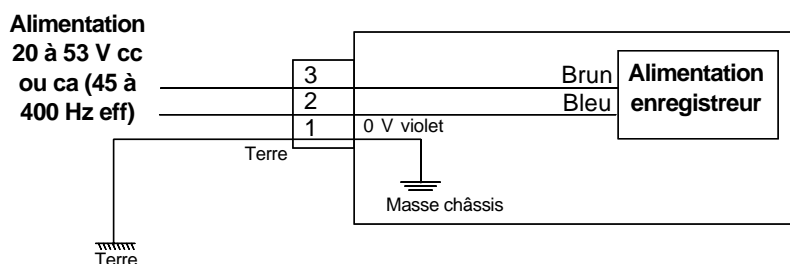 Alimentation
20 à 53 V cc
ou ca (45 à
400 Hz eff)
3
2
1
Terre
0 V violet
Brun
Bleu
Alimentation
enregistreur
Masse châssis
Terre